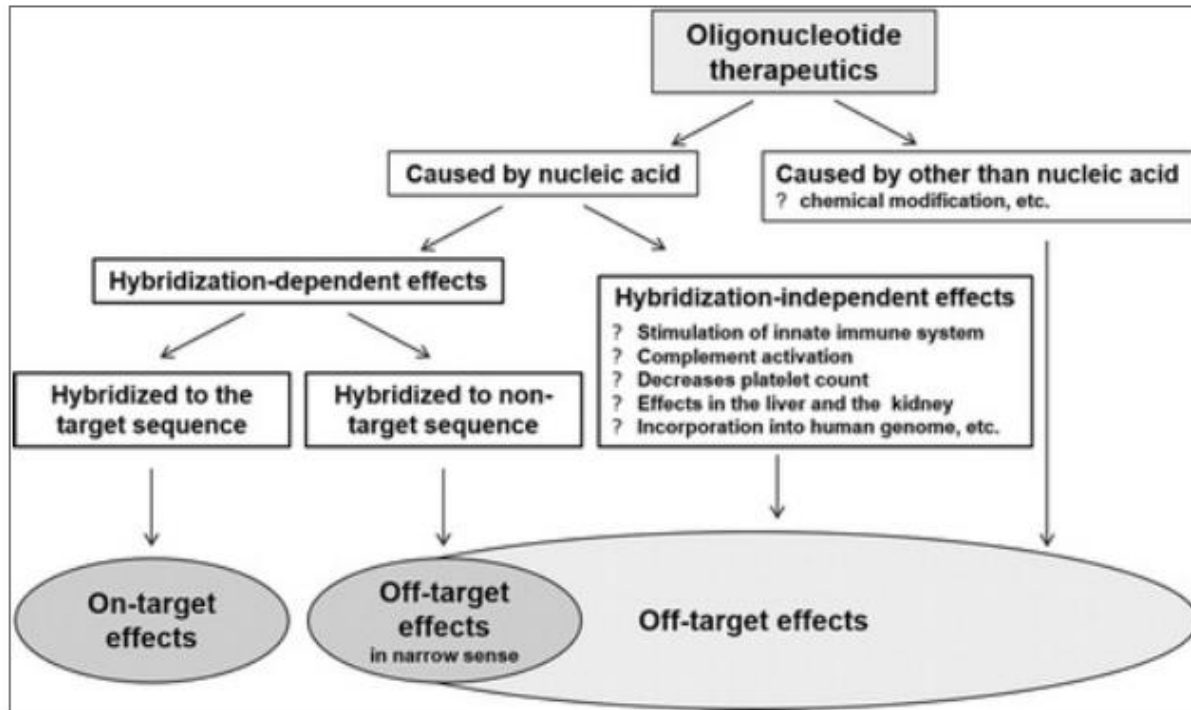 Oligonucleotide
therapeutics
Caused by nucleic acid
Caused by other than nucleic acid
? chemical modification, etc.
Hybridization-dependent effects
Hybridization-independent effects
? Stimulation of innate immune system
? Complement activation
? Decreases platelet count
? Effects in the liver and the kidney
? Incorporation into human genome, etc.
Hybridized to the
target sequence
Hybridized to non-
target sequence
On-target
effects
Off-target
effects
in narrow sense
Off-target effects